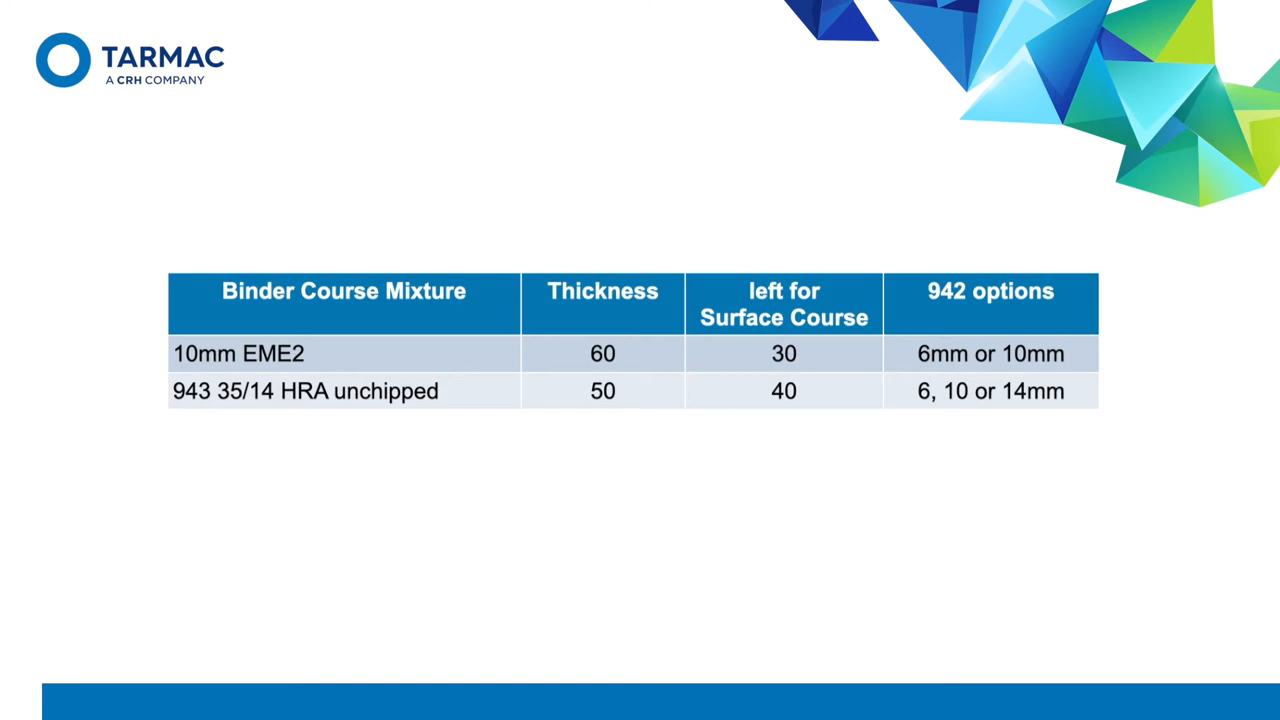 TARMAC
A CRH COMPANY
Binder Course Mixture Thickness left for Surface Course 942 options
10mm EME2 60 30 6mm or 10mm
943 35/14 HRA unchipped 50 40 6, 10 or 14mm